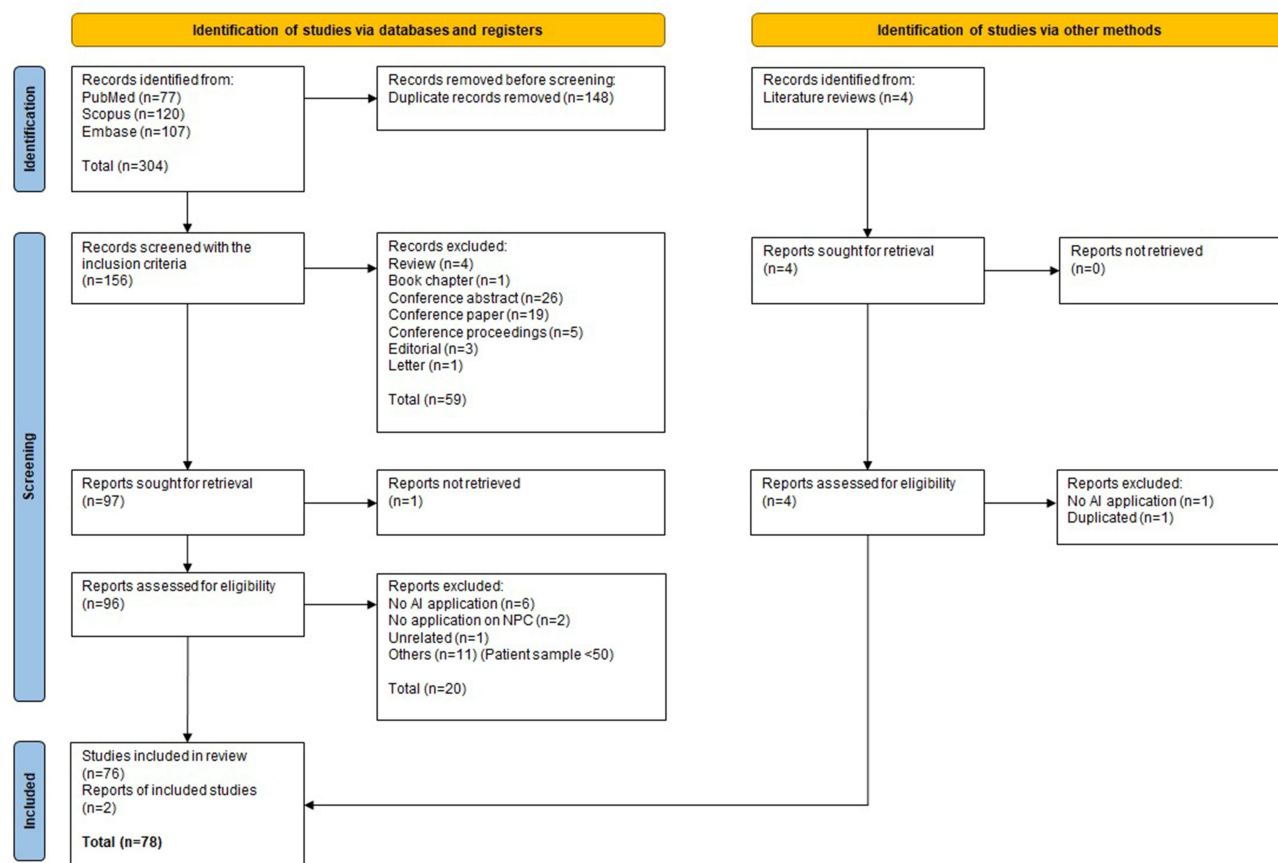 Identification of studies via databases and registers
Identification of studies via other methods
Identification
Records identified from:
PubMed (n=77)
Scopus (n=120)
Embase (n=107)
Total (n=304)
Records removed before screening:
Duplicate records removed (n=148)
Records identified from:
Literature reviews (n=4)
Screening
Records screened with the
inclusion criteria
(n=156)
Records excluded:
Review (n=4)
Book chapter (n=1)
Conference abstract (n=26)
Conference paper (n=19)
Conference proceedings (n=5)
Editorial (n=3)
Letter (n=1)
Total (n=59)
Reports sought for retrieval
(n=4)
Reports not retrieved
(n=0)
Reports sought for retrieval
(n=97)
Reports not retrieved
(n=1)
Reports assessed for eligibility
(n=4)
Reports excluded:
No AI application (n=1)
Duplicated (n=1)
Reports assessed for eligibility
(n=96)
Reports excluded:
No AI application (n=6)
No application on NPC (n=2)
Unrelated (n=1)
Others (n=11) (Patient sample <50)
Total (n=20)
Included
Studies included in review
(n=76)
Reports of included studies
(n=2)
Total (n=78)